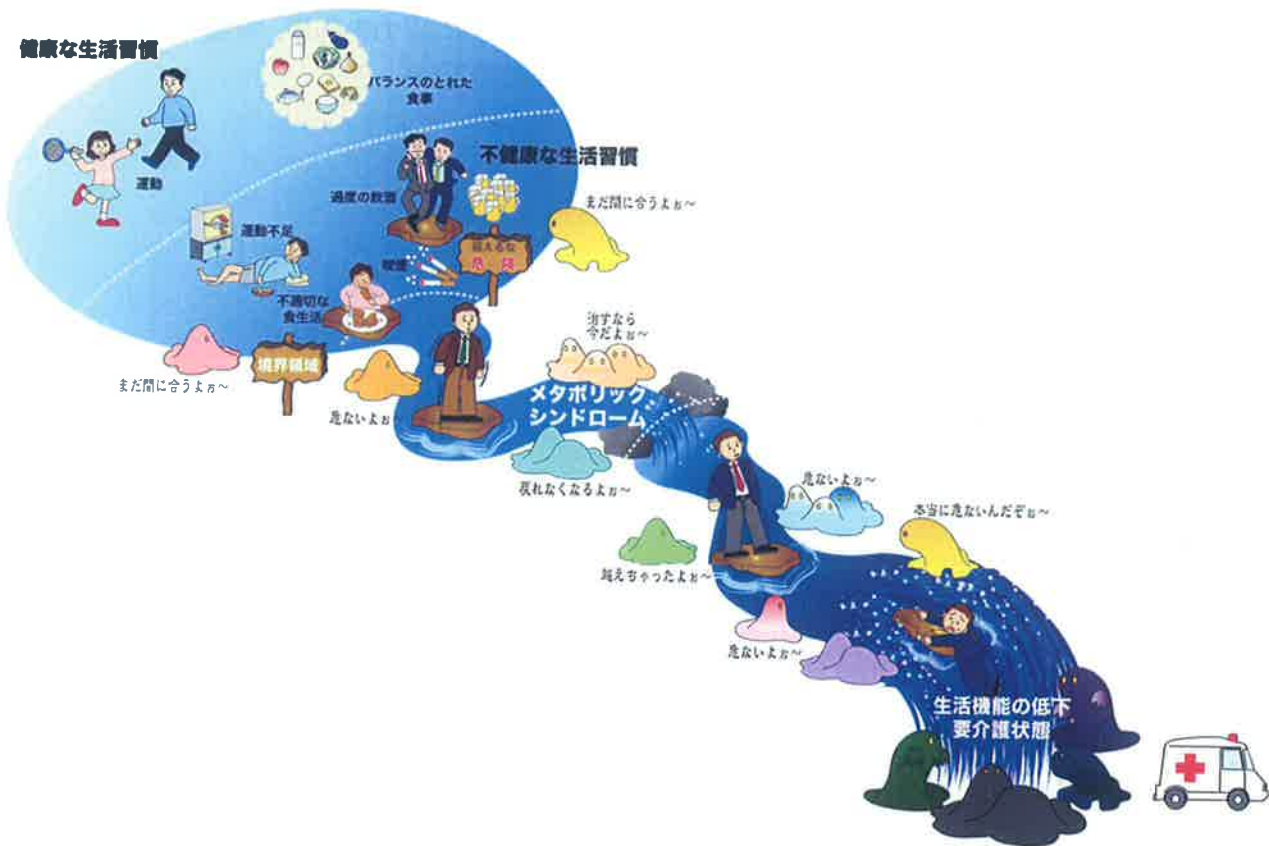 健康な生活習慣
バランスのとれた
食事
運動
不健康な生活習慣
過度の飲酒
まだ間に合うよぉ〜
運動不足
喫煙
越えるな
危険
不適切な
食生活
治すなら
今だよぉ〜
境界領域
まだ間に合うよぉ〜
危ないよぉ〜
メタボリック
シンドローム
戻れなくなるよぉ〜
危ないよぉ〜
本当に危ないんだぞぉ〜
越えちゃったよぉ〜
危ないよぉ〜
生活機能の低下
要介護状態